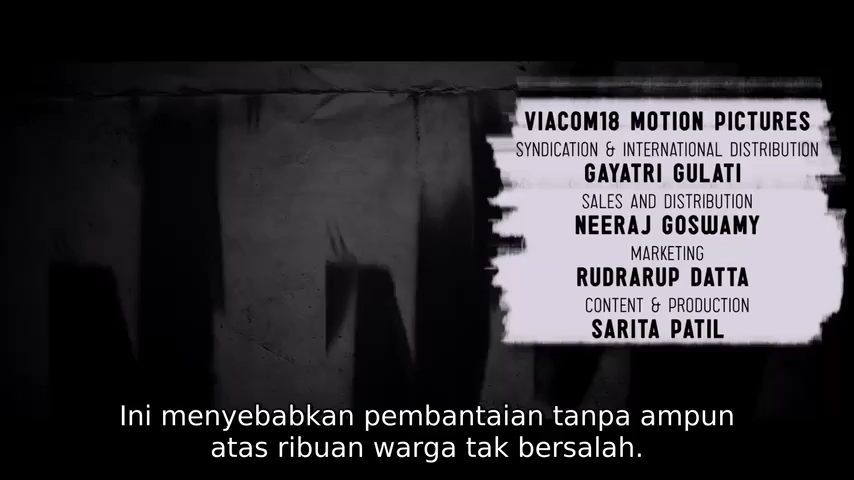 VIACOM18 MOTION PICTURES
SYNDICATION & INTERNATIONAL DISTRIBUTION
GAYATRI GULATI
SALES AND DISTRIBUTION
NEERAJ GOSWAMY
MARKETING
RUDRARUP DATTA
CONTENT & PRODUCTION
SARITA PATIL
Ini menyebabkan pembantaian tanpa ampun
atas ribuan warga tak bersalah.